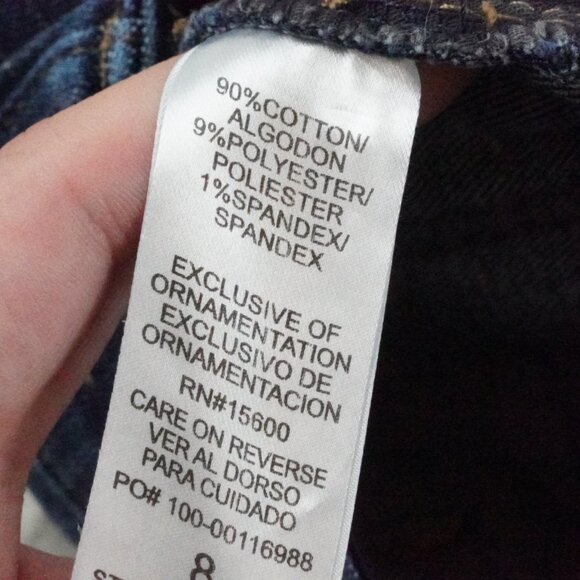 90%COTTON/
ALGODON
9%POLYESTER/
POLIESTER
1%SPANDEX/
SPANDEX
EXCLUSIVE OF
ORNAMENTATION
EXCLUSIVO DE
ORNAMENTACION
RN#15600
CARE ON REVERSE
VER AL DORSO
PARA CUIDADO
PO# 100-00116988
8